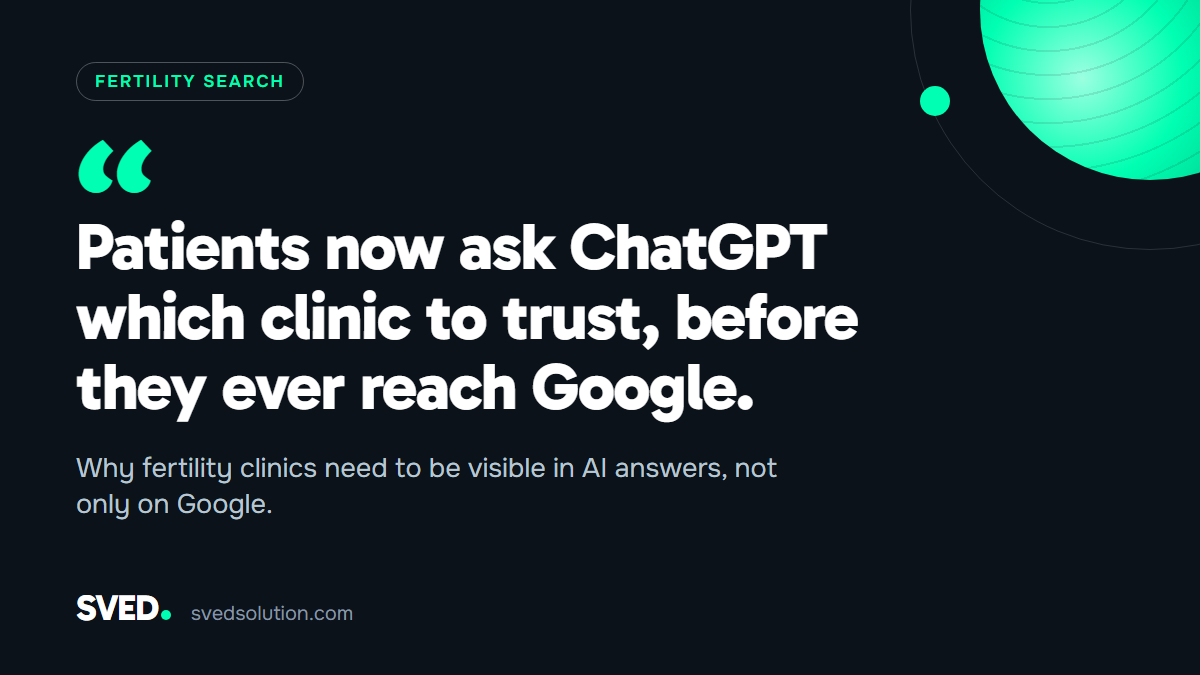 FERTILITY SEARCH
“
Patients now ask ChatGPT
which clinic to trust, before
they ever reach Google.
Why fertility clinics need to be visible in AI answers, not
only on Google.
SVED. svedsolution.com